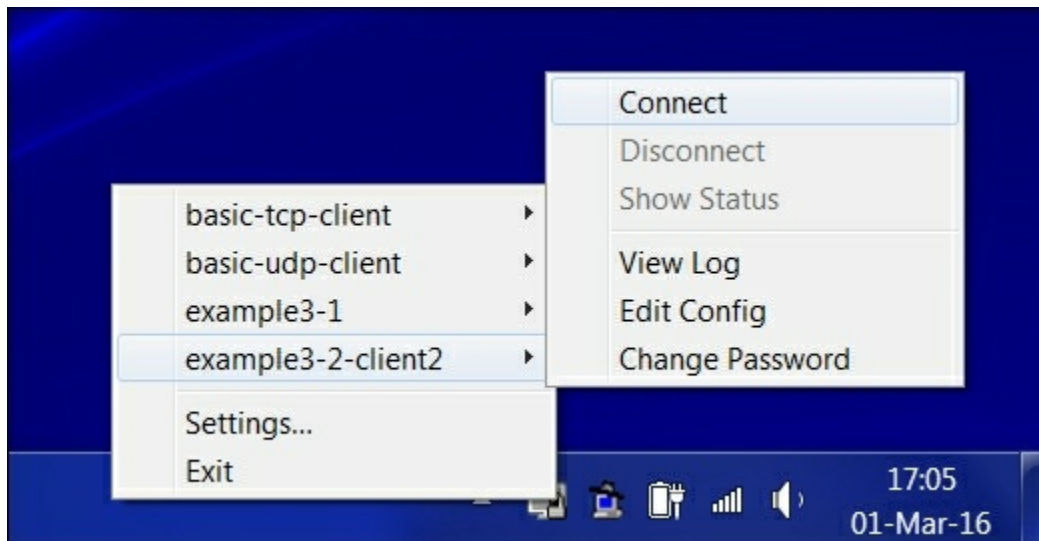 basic-tcp-client
basic-udp-client
example3-1
example3-2-client2
Settings...
Exit
Connect
Disconnect
Show Status
View Log
Edit Config
Change Password
17:05
01-Mar-16